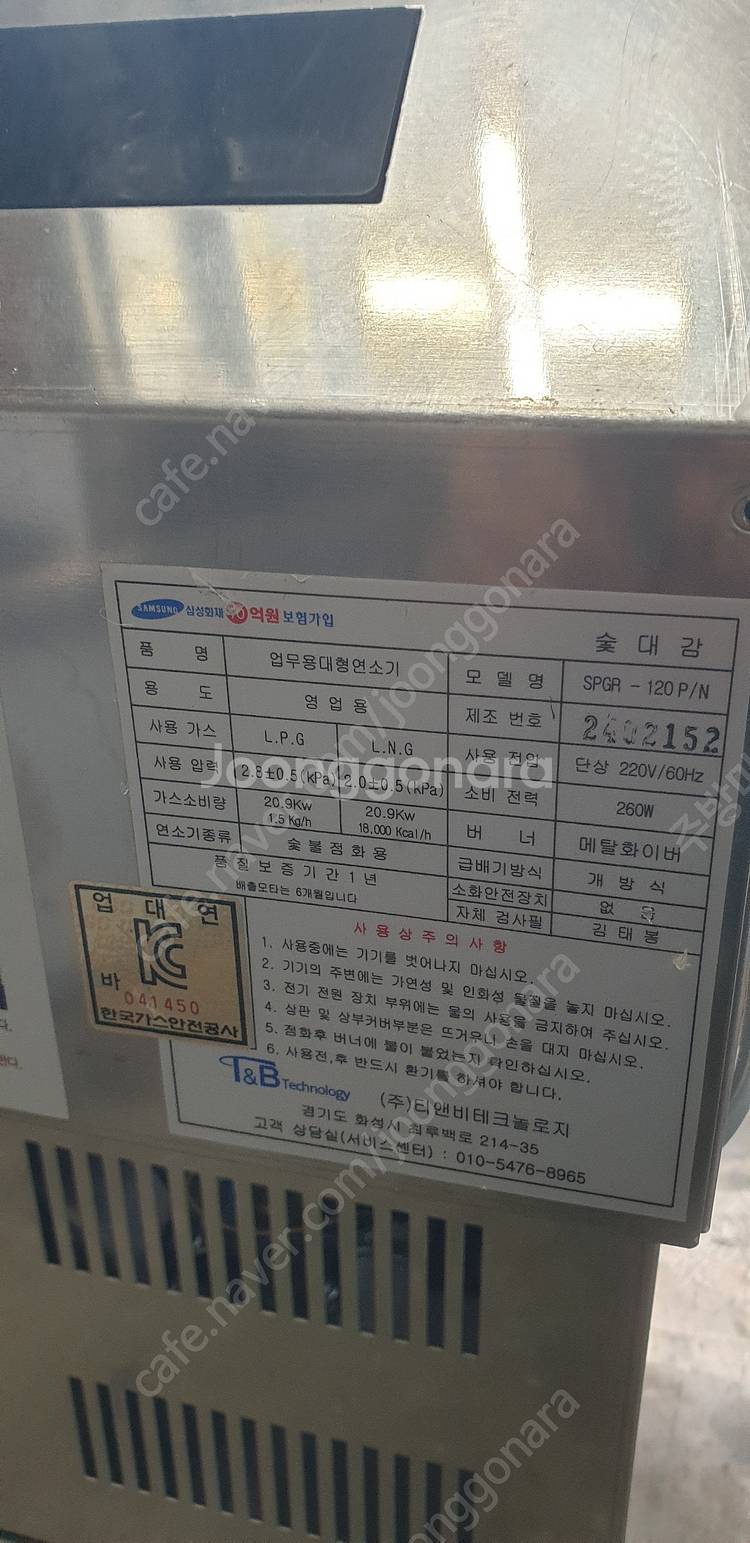 SAMSUNG 삼성화재 10억원 보험가입
숯 대 감
품 명 업무용대형연소기 모 델 명 SPGR - 120 P/N
용 도 영 업 용 제조 번호 2402152
사용 가스 L.P.G L.N.G 사용 전압 단상 220V/60Hz
사용 압력 2.8±0.5(kPa) 2.0±0.5(kPa) 소비 전력 260W
가스소비량 20.9Kw 1.5 Kg/h 20.9Kw 18,000 Kcal/h 버 너 메탈화이버
연소기종류 숯불점화용 급배기방식 개 방 식
품질보증기간 1년 소화안전장치 없 음
배출모타는 6개월입니다 자체 검사필 김 태 봉
사용상주의사항
1. 사용중에는 기기를 벗어나지 마십시오.
2. 기기의 주변에는 가연성 및 인화성 물질을 놓지 마십시오.
3. 전기 전원 장치 부위에는 물의 사용을 금지하여 주십시오.
4. 상판 및 상부커버부분은 뜨거우니 손을 대지 마십시오.
5. 점화후 버너에 불이 붙었는지 확인하십시오.
6. 사용전,후 반드시 환기를 하셔야 합니다.
업 대 연
KC
바 041450
한국가스안전공사
T&B Technology (주)티앤비테크놀로지
경기도 화성시 최루백로 214-35
고객 상담실(서비스센터) : 010-5476-8965
Joonggonara
cafe.naver.com/joonggonara
cafe.naver.com/joonggonara